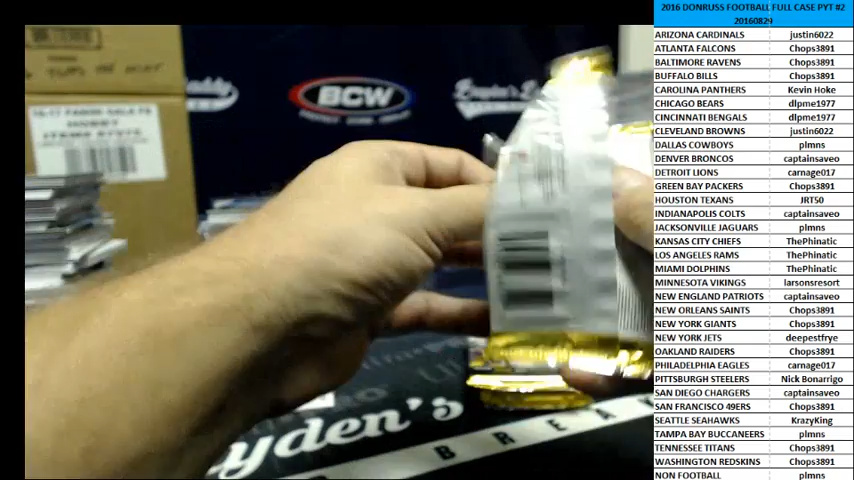 2016 DONRUSS FOOTBALL FULL CASE PYT #2
20160829
ARIZONA CARDINALS justin6022
ATLANTA FALCONS Chops3891
BALTIMORE RAVENS Chops3891
BUFFALO BILLS Chops3891
CAROLINA PANTHERS Kevin Hoke
CHICAGO BEARS dlpme1977
CINCINNATI BENGALS dlpme1977
CLEVELAND BROWNS justin6022
DALLAS COWBOYS plmns
DENVER BRONCOS captainsaveo
DETROIT LIONS carnage017
GREEN BAY PACKERS Chops3891
HOUSTON TEXANS JRT50
INDIANAPOLIS COLTS captainsaveo
JACKSONVILLE JAGUARS plmns
KANSAS CITY CHIEFS ThePhinatic
LOS ANGELES RAMS ThePhinatic
MIAMI DOLPHINS ThePhinatic
MINNESOTA VIKINGS larsonsresort
NEW ENGLAND PATRIOTS captainsaveo
NEW ORLEANS SAINTS Chops3891
NEW YORK GIANTS Chops3891
NEW YORK JETS deepestfrye
OAKLAND RAIDERS Chops3891
PHILADELPHIA EAGLES carnage017
PITTSBURGH STEELERS Nick Bonarrigo
SAN DIEGO CHARGERS captainsaveo
SAN FRANCISCO 49ERS Chops3891
SEATTLE SEAHAWKS KrazyKing
TAMPA BAY BUCCANEERS plmns
TENNESSEE TITANS Chops3891
WASHINGTON REDSKINS Chops3891
NON FOOTBALL plmns
BCW
HOBBY
yden's
BREA